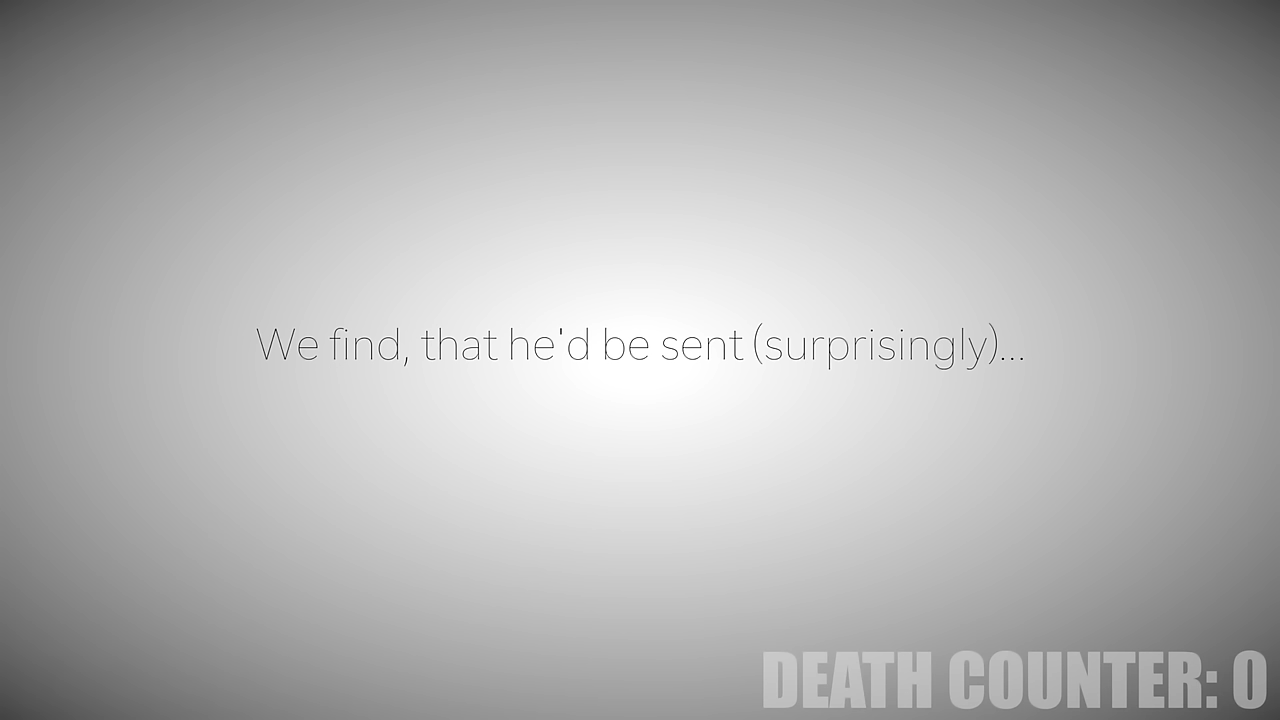 We find, that he'd be sent (surprisingly)...
DEATH COUNTER: 0